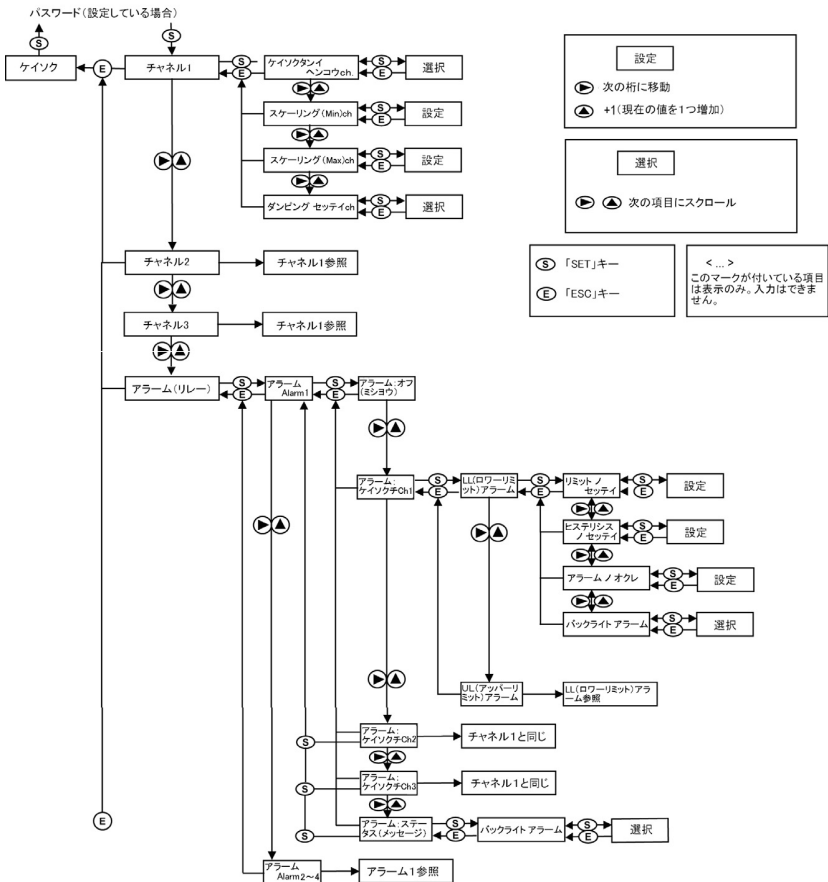 パスワード(設定している場合)
S
S
ケイソク
E
チャネル1
S
E
ケイソクタンイ
ヘンコウch.
S
E
選択
スケーリング(Min)ch
S
E
設定
スケーリング(Max)ch
S
E
設定
ダンピング セッテイch
S
E
選択
設定
次の桁に移動
+1(現在の値を1つ増加)
選択
次の項目にスクロール
S 「SET」キー
E 「ESC」キー
< ... >
このマークが付いている項目
は表示のみ。入力はできま
せん。
チャネル2
チャネル1参照
チャネル3
チャネル1参照
アラーム(リレー)
S
E
アラーム
Alarm1
S
E
アラーム:オフ
(ミショウ)
アラーム:
ケイソクチCh1
S
E
LL(ロワーリミ
ット)アラーム
S
E
リミット ノ
セッテイ
S
E
設定
ヒステリシス
ノ セッテイ
S
E
設定
アラーム ノ オクレ
S
E
設定
バックライト アラーム
S
E
選択
UL(アッパーリ
ミット)アラーム
LL(ロワーリミット)アラ
ーム参照
アラーム:
ケイソクチCh2
S
チャネル1と同じ
アラーム:
ケイソクチCh3
S
チャネル1と同じ
E
S
アラーム:ステー
タス(メッセージ)
S
E
バックライト アラーム
S
E
選択
アラーム
Alarm2～4
アラーム1参照